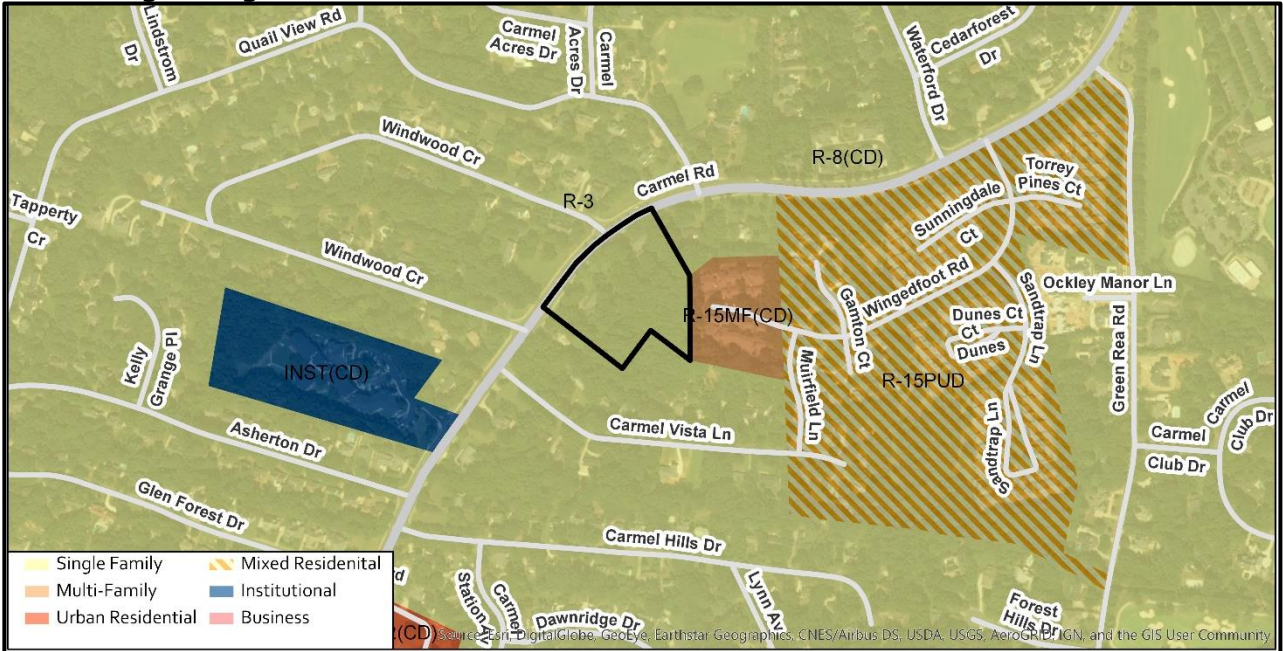 Lindstrom
Dr
Quail View Rd
Carmel
Acres Dr
Acres Dr
Carmel
Waterford Dr
Cedarforest
Dr
Windwood Cr
R-8(CD)
Carmel Rd
R-3
Torrey
Pines Ct
Sunningdale
Ct
Tapperty
Cr
Windwood Cr
Wingedfoot Rd
Gamton Ct
Sandtrap Ln
Ockley Manor Ln
R-15MF(CD)
Dunes Ct
Ct
Dunes
Muirfield Ln
R-15PUD
Green Rea Rd
Kelly
Grange Pl
INST(CD)
Carmel Vista Ln
Sandtrap Ln
Carmel
Club Dr
Carmel
Club Dr
Asherton Dr
Glen Forest Dr
Carmel Hills Dr
Single Family
Mixed Residental
Multi-Family
Institutional
Urban Residential
Business
Rd
Station A
Carmel
Dawnridge Dr
Lynn Av
Forest
Hills Dr
(CD)
Source: Esri, DigitalGlobe, GeoEye, Earthstar Geographics, CNES/Airbus DS, USDA, USGS, AeroGRID, IGN, and the GIS User Community